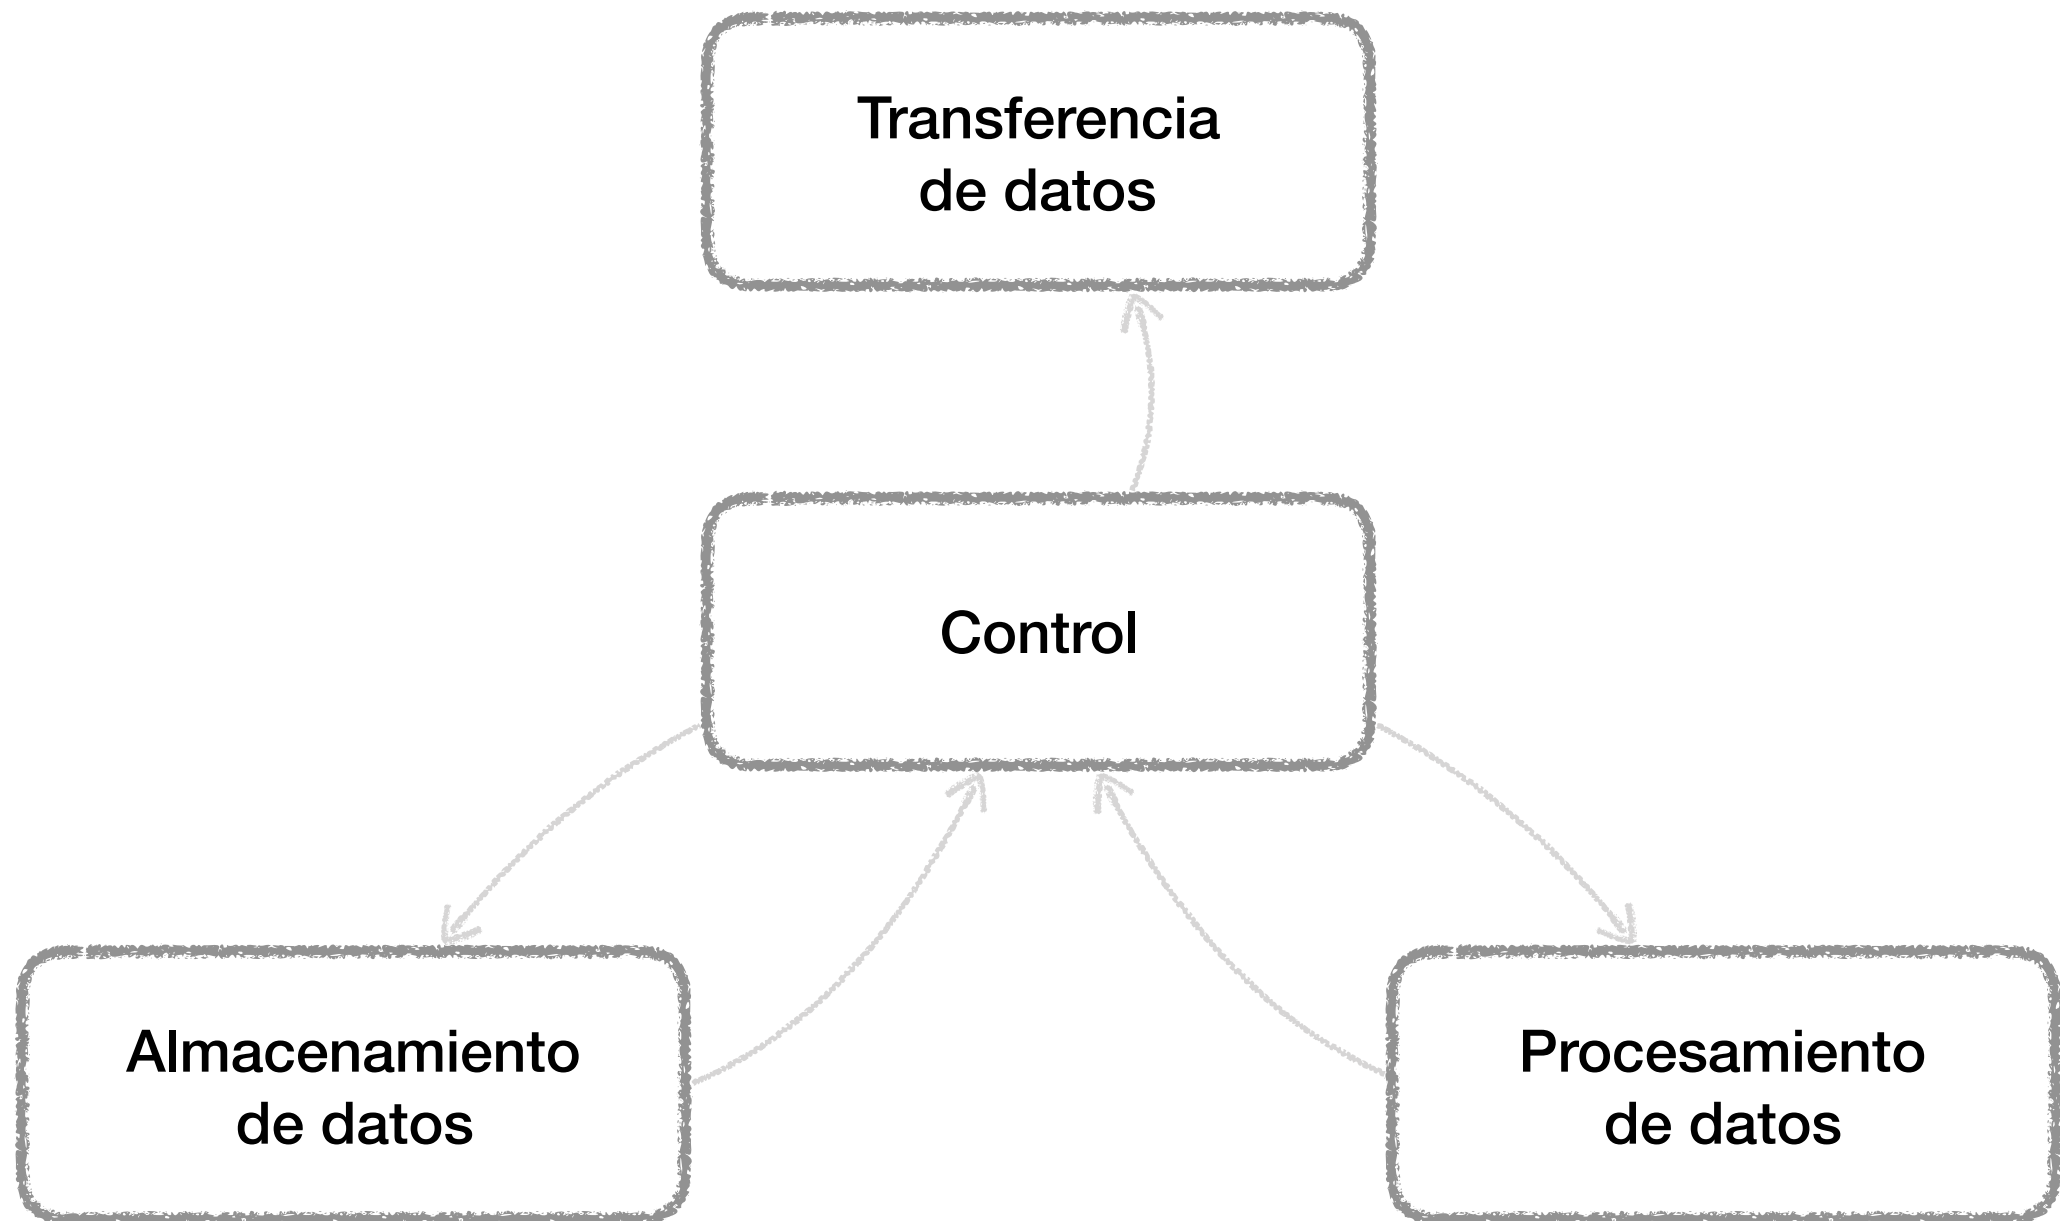 Transferencia
de datos
Control
Almacenamiento
de datos
Procesamiento
de datos